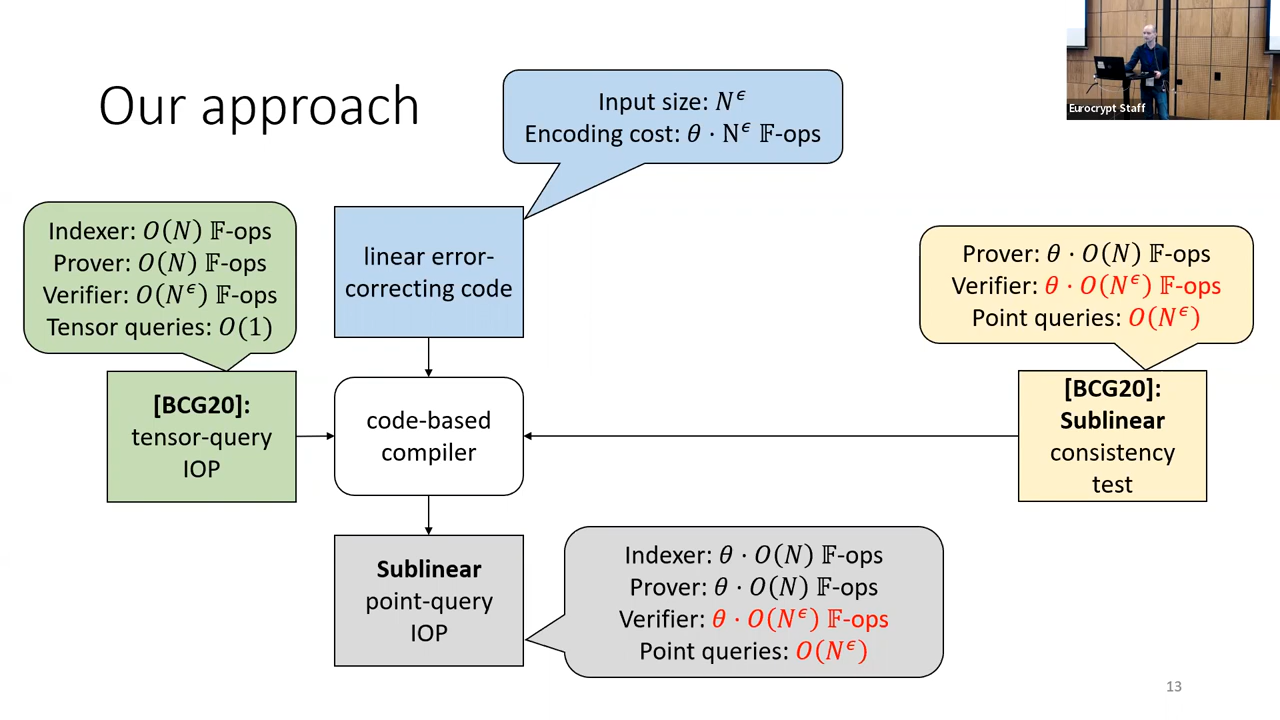 Our approach
Input size: N^ϵ
Encoding cost: θ · N^ϵ 𝔽-ops
Eurocrypt Staff
Indexer: O(N) 𝔽-ops
Prover: O(N) 𝔽-ops
Verifier: O(N^ϵ) 𝔽-ops
Tensor queries: O(1)
linear error-
correcting code
Prover: θ · O(N) 𝔽-ops
Verifier: θ · O(N^ϵ) 𝔽-ops
Point queries: O(N^ϵ)
[BCG20]:
tensor-query
IOP
code-based
compiler
[BCG20]:
Sublinear
consistency
test
Sublinear
point-query
IOP
Indexer: θ · O(N) 𝔽-ops
Prover: θ · O(N) 𝔽-ops
Verifier: θ · O(N^ϵ) 𝔽-ops
Point queries: O(N^ϵ)
13